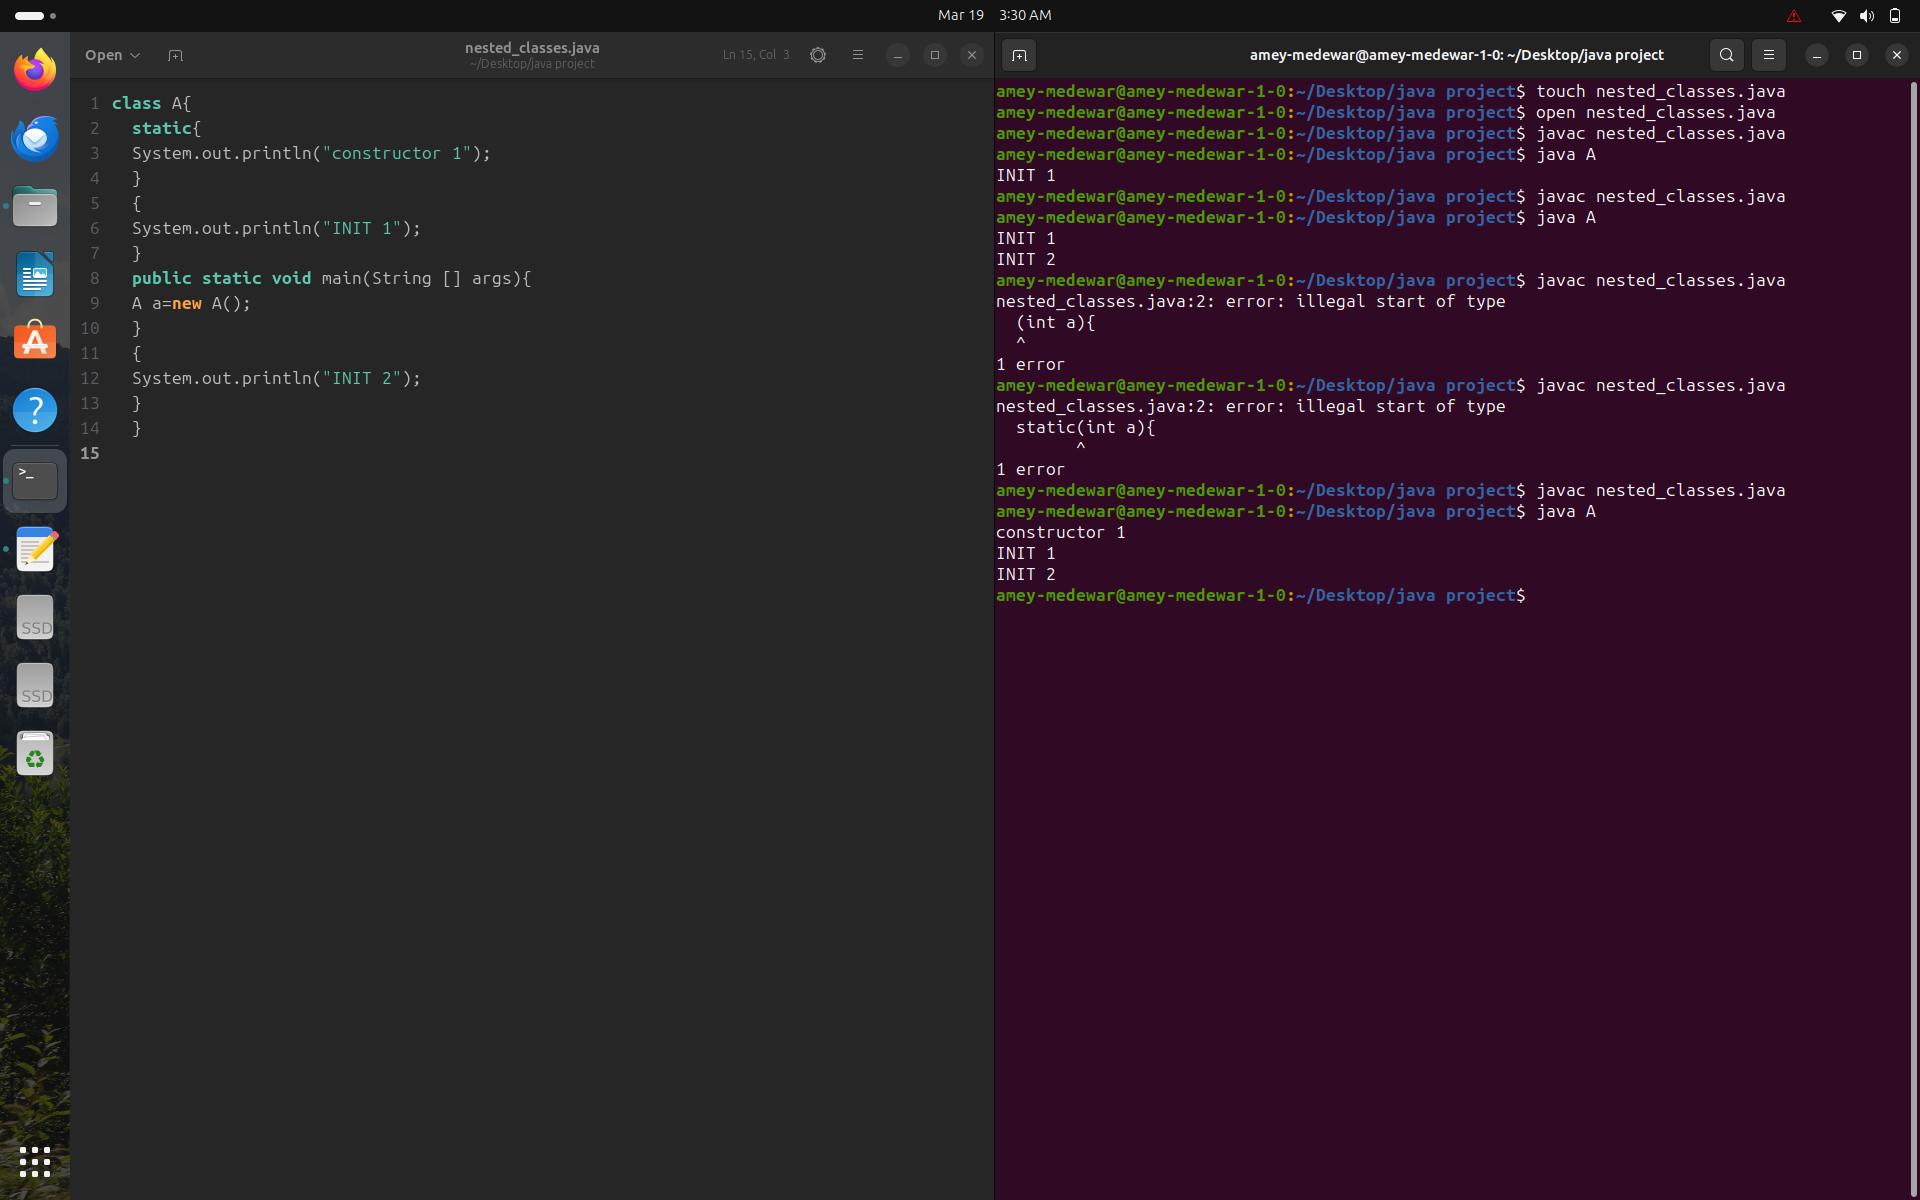 Mar 19 3:30 AM
Open
nested_classes.java
~/Desktop/java project
Ln 15, Col 3
1 class A{
2 static{
3 System.out.println("constructor 1");
4 }
5 {
6 System.out.println("INIT 1");
7 }
8 public static void main(String [] args){
9 A a=new A();
10 }
11 {
12 System.out.println("INIT 2");
13 }
14 }
15
>_
SSD
SSD
amey-medewar@amey-medewar-1-0: ~/Desktop/java project
amey-medewar@amey-medewar-1-0:~/Desktop/java project$ touch nested_classes.java
amey-medewar@amey-medewar-1-0:~/Desktop/java project$ open nested_classes.java
amey-medewar@amey-medewar-1-0:~/Desktop/java project$ javac nested_classes.java
amey-medewar@amey-medewar-1-0:~/Desktop/java project$ java A
INIT 1
amey-medewar@amey-medewar-1-0:~/Desktop/java project$ javac nested_classes.java
amey-medewar@amey-medewar-1-0:~/Desktop/java project$ java A
INIT 1
INIT 2
amey-medewar@amey-medewar-1-0:~/Desktop/java project$ javac nested_classes.java
nested_classes.java:2: error: illegal start of type
(int a){
^
1 error
amey-medewar@amey-medewar-1-0:~/Desktop/java project$ javac nested_classes.java
nested_classes.java:2: error: illegal start of type
static(int a){
^
1 error
amey-medewar@amey-medewar-1-0:~/Desktop/java project$ javac nested_classes.java
amey-medewar@amey-medewar-1-0:~/Desktop/java project$ java A
constructor 1
INIT 1
INIT 2
amey-medewar@amey-medewar-1-0:~/Desktop/java project$